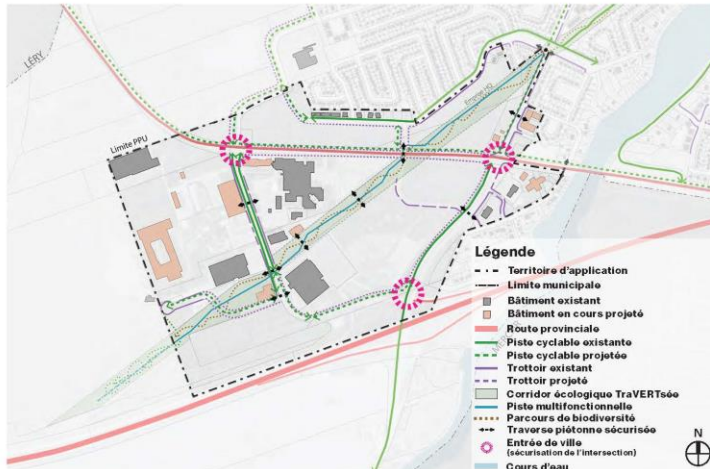 LÉRY
Limite PPU
Légende
Territoire d'application
Limite municipale
Bâtiment existant
Bâtiment en cours projeté
Route provinciale
Piste cyclable existante
Piste cyclable projetée
Trottoir existant
Trottoir projeté
Corridor écologique TraVERTsée
Piste multifonctionnelle
Parcours de biodiversité
Traverse piétonne sécurisée
Entrée de ville
(sécurisation de l'intersection)
Cours d'eau
N